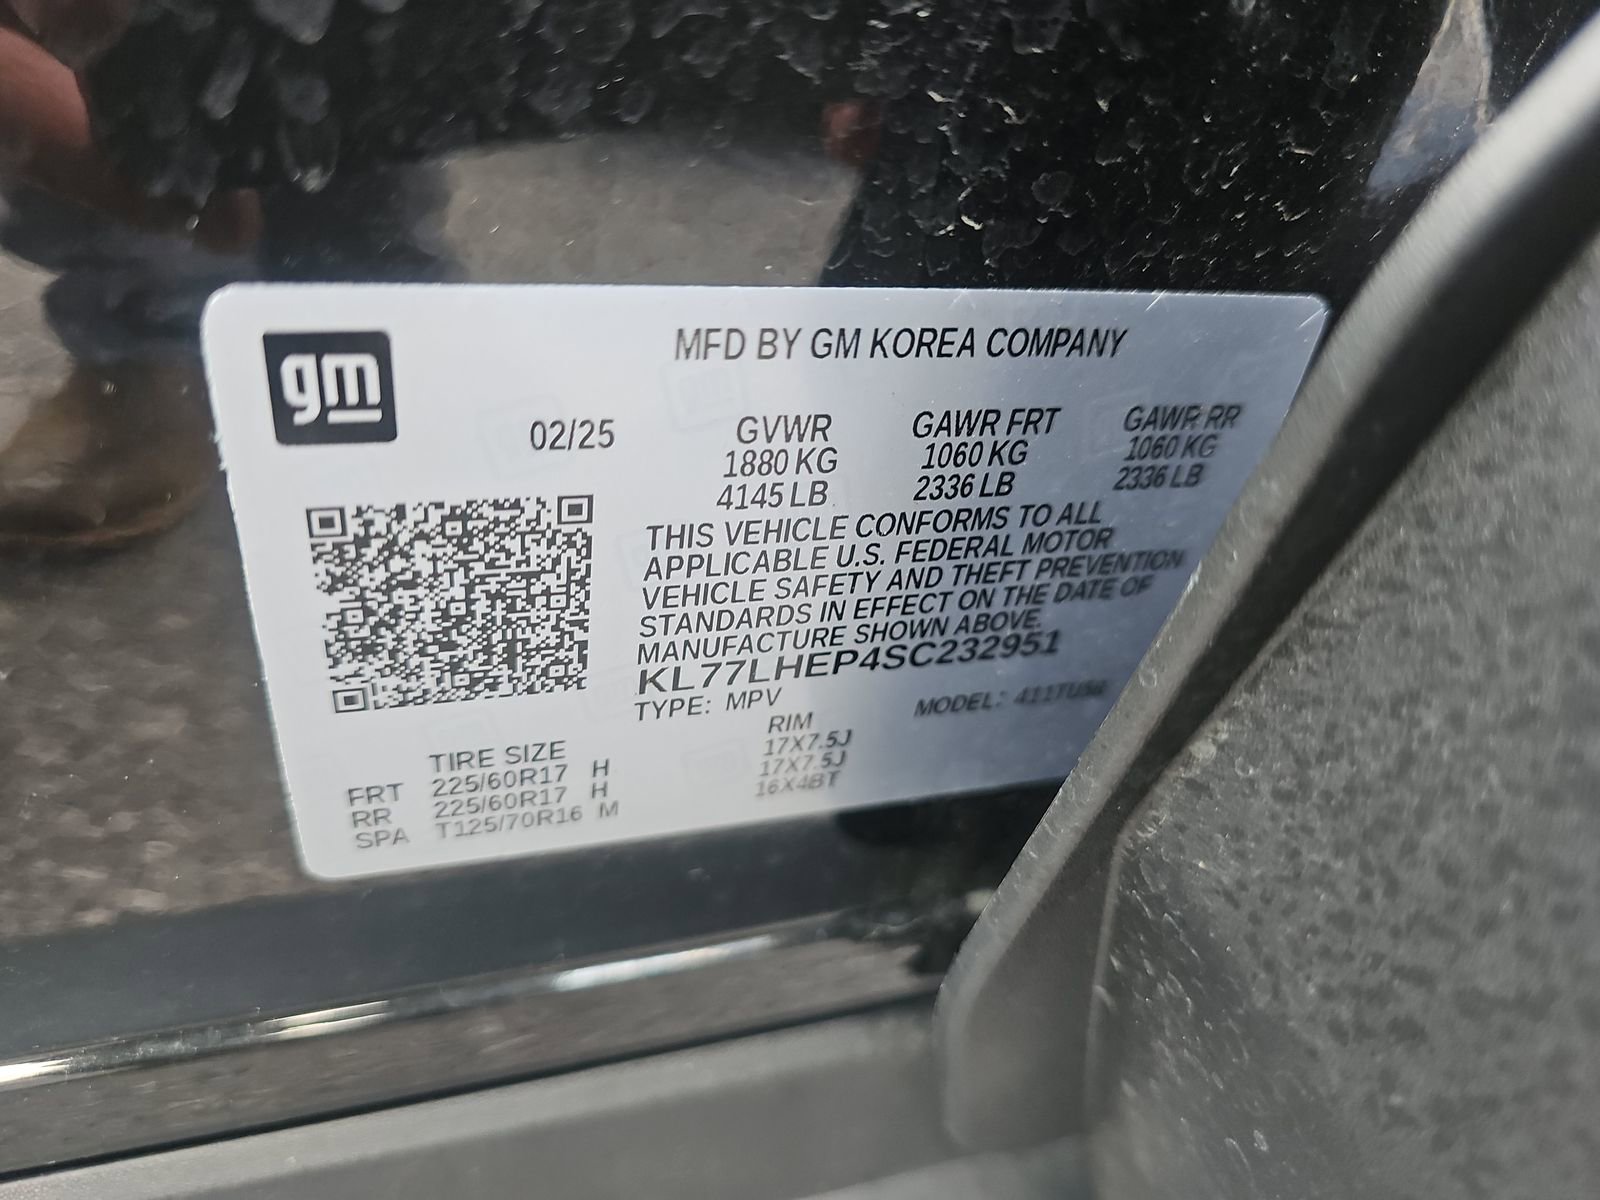 gm
MFD BY GM KOREA COMPANY
02/25 GVWR GAWR FRT GAWR RR
1880 KG 1060 KG 1060 KG
4145 LB 2336 LB 2336 LB
THIS VEHICLE CONFORMS TO ALL
APPLICABLE U.S. FEDERAL MOTOR
VEHICLE SAFETY AND THEFT PREVENTION
STANDARDS IN EFFECT ON THE DATE OF
MANUFACTURE SHOWN ABOVE.
KL77LHEP4SC232951
TYPE: MPV MODEL:
TIRE SIZE RIM
FRT 225/60R17 H 17X7.5J
RR 225/60R17 H 17X7.5J
SPA T125/70R16 M 16X4BT